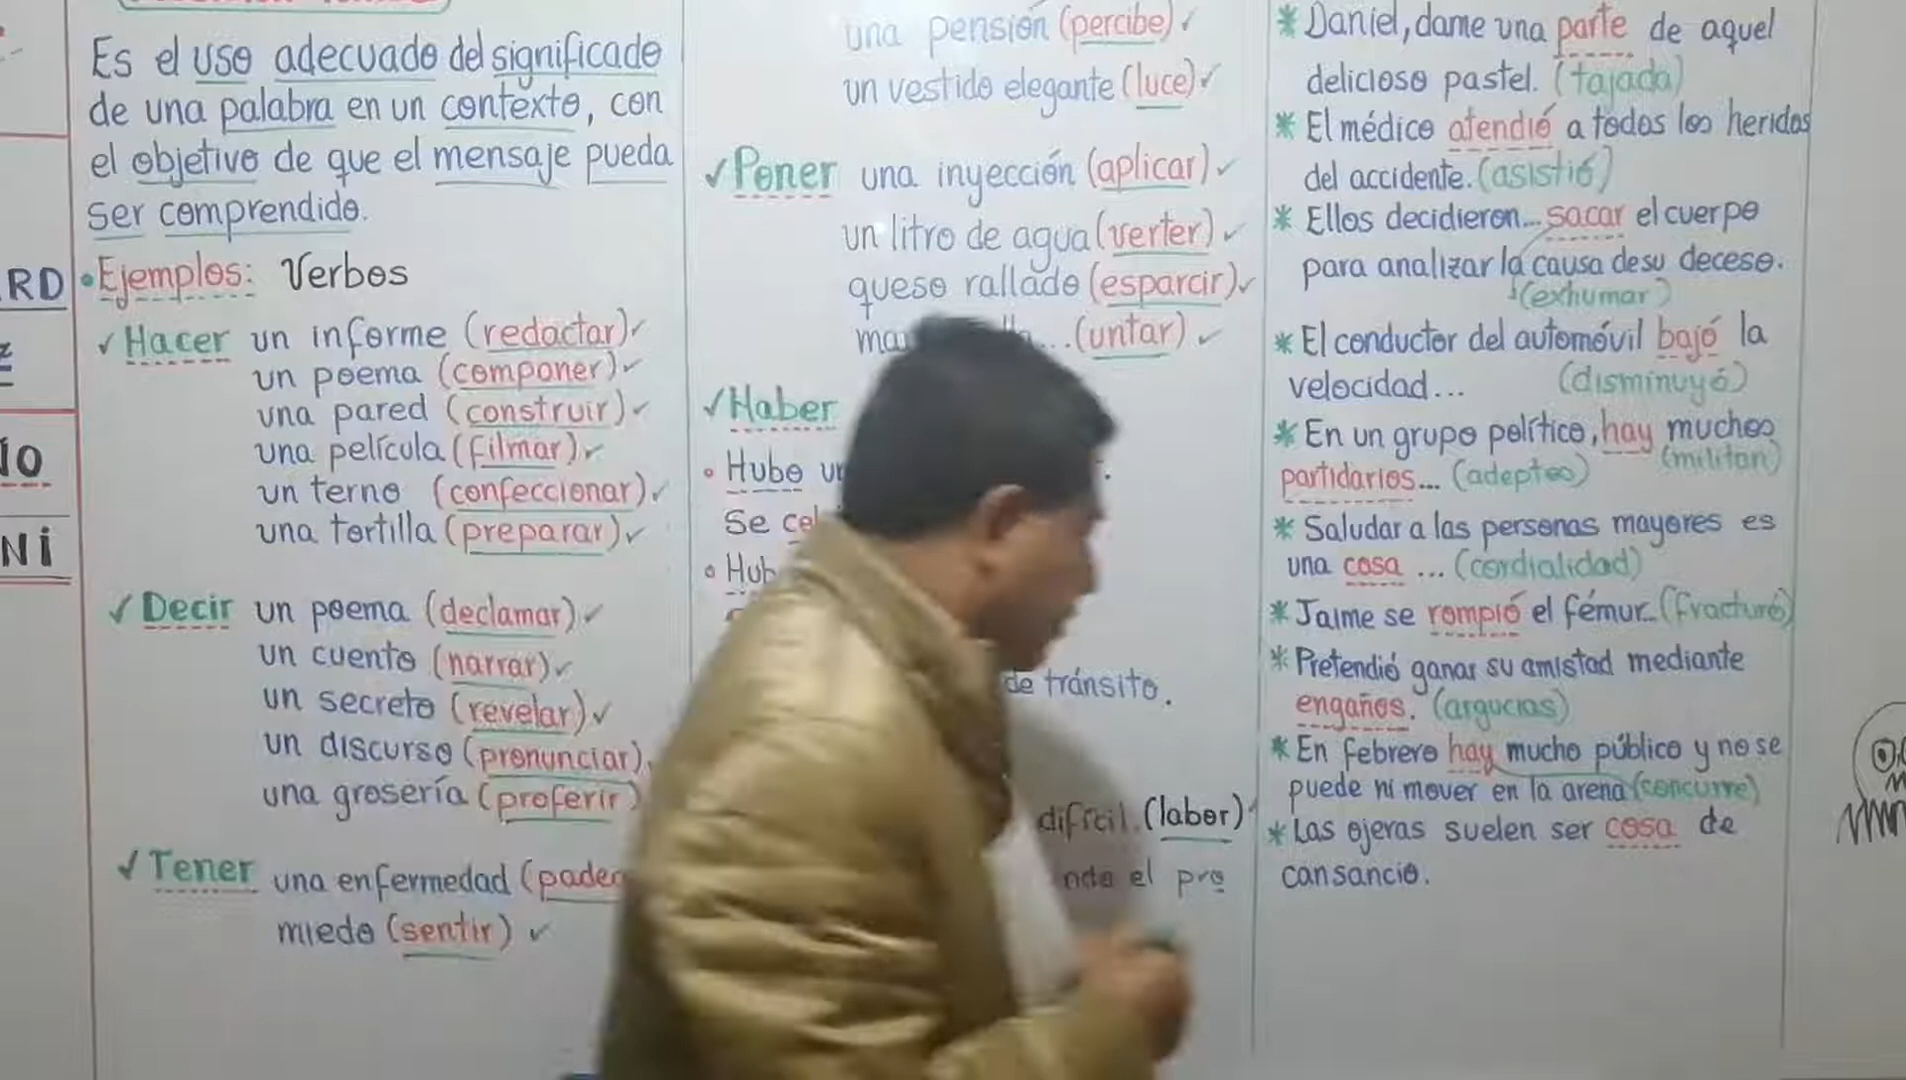 Es el uso adecuado del significado
de una palabra en un contexto, con
el objetivo de que el mensaje pueda
ser comprendido.
RD
•Ejemplos: Verbos
✓Hacer un informe (redactar)✓
un poema (componer)✓
una pared (construir)✓
una película (filmar)✓
un terno (confeccionar)✓
una tortilla (preparar)✓
NI
✓Decir un poema (declamar)✓
un cuento (narrar)✓
un secreto (revelar)✓
un discurso (pronunciar)
una grosería (proferir)
✓Tener una enfermedad (padec
miedo (sentir) ✓
una pensión (percibe)✓
un vestido elegante (luce)✓
✓Poner una inyección (aplicar)✓
un litro de agua (verter)✓
queso rallado (esparcir)✓
...(untar)✓
✓Haber
• Hubo
Se
• Hub
de tránsito.
difícil. (labor)
ndo el pro
* Daniel, dame una parte de aquel
delicioso pastel. (tajada)
* El médico atendió a todos los heridos
del accidente. (asistió)
* Ellos decidieron... sacar el cuerpo
para analizar la causa de su deceso.
(exhumar)
* El conductor del automóvil bajó la
velocidad... (disminuyó)
* En un grupo político, hay muchos
(militan)
partidarios... (adeptos)
* Saludar a las personas mayores es
una cosa ... (cordialidad)
* Jaime se rompió el fémur... (fracturó)
* Pretendió ganar su amistad mediante
engaños. (argucias)
* En febrero hay mucho público y no se
puede ni mover en la arena (concurre)
* Las ojeras suelen ser cosa de
cansancio.